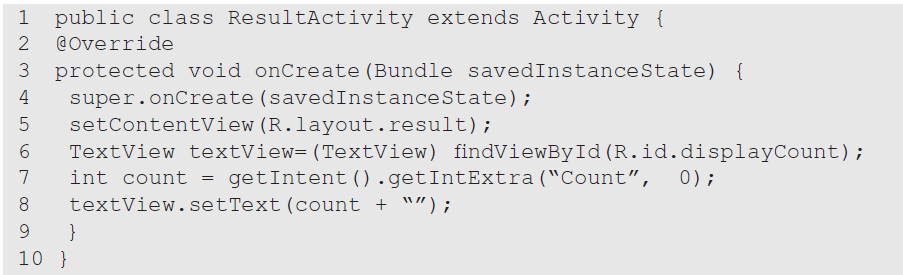 1 public class ResultActivity extends Activity {
2 @Override
3 protected void onCreate(Bundle savedInstanceState) {
4 super.onCreate(savedInstanceState);
5 setContentView(R.layout.result);
6 TextView textView=(TextView) findViewById(R.id.displayCount);
7 int count = getIntent().getIntExtra(“Count”, 0);
8 textView.setText(count + “”);
9 }
10 }